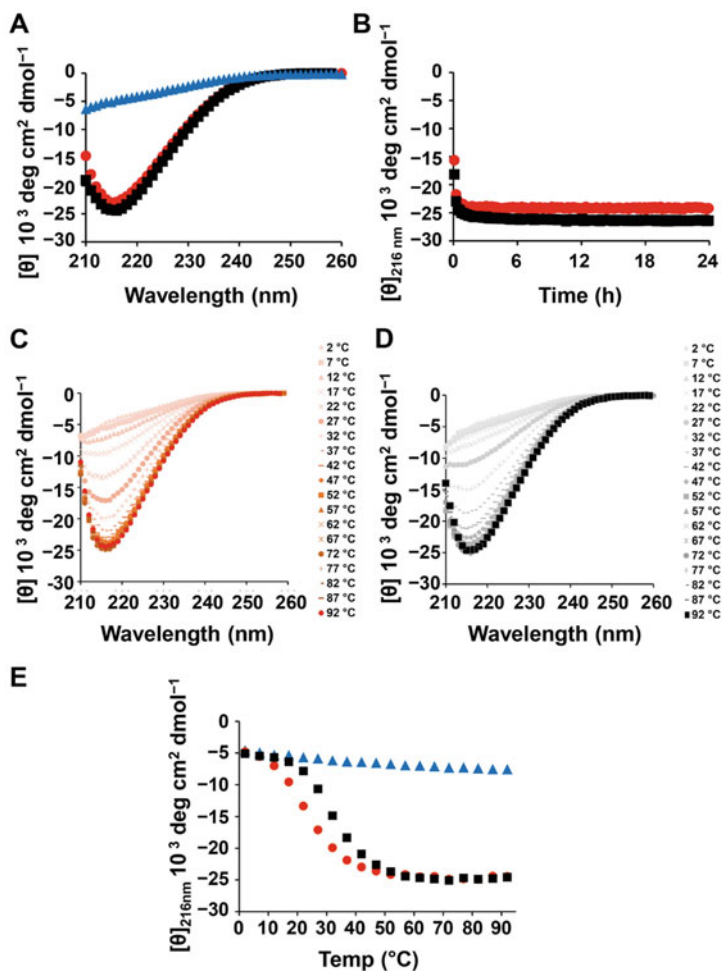 A
[θ] 10 3 deg cm2 dmol−1
0
−5
−10
−15
−20
−25
−30
210 220 230 240 250 260
Wavelength (nm)
B
[θ]216 nm 10 3 deg cm2 dmol−1
0
−5
−10
−15
−20
−25
−30
0 6 12 18 24
Time (h)
C
[θ] 10 3 deg cm2 dmol−1
0
−5
−10
−15
−20
−25
−30
210 220 230 240 250 260
Wavelength (nm)
2 °C
7 °C
12 °C
17 °C
22 °C
27 °C
32 °C
37 °C
42 °C
47 °C
52 °C
57 °C
62 °C
67 °C
72 °C
77 °C
82 °C
87 °C
92 °C
D
[θ] 10 3 deg cm2 dmol−1
0
−5
−10
−15
−20
−25
−30
210 220 230 240 250 260
Wavelength (nm)
2 °C
7 °C
12 °C
17 °C
22 °C
27 °C
32 °C
37 °C
42 °C
47 °C
52 °C
57 °C
62 °C
67 °C
72 °C
77 °C
82 °C
87 °C
92 °C
E
[θ]216nm 10 3 deg cm2 dmol−1
0
−5
−10
−15
−20
−25
−30
0 10 20 30 40 50 60 70 80 90
Temp (°C)